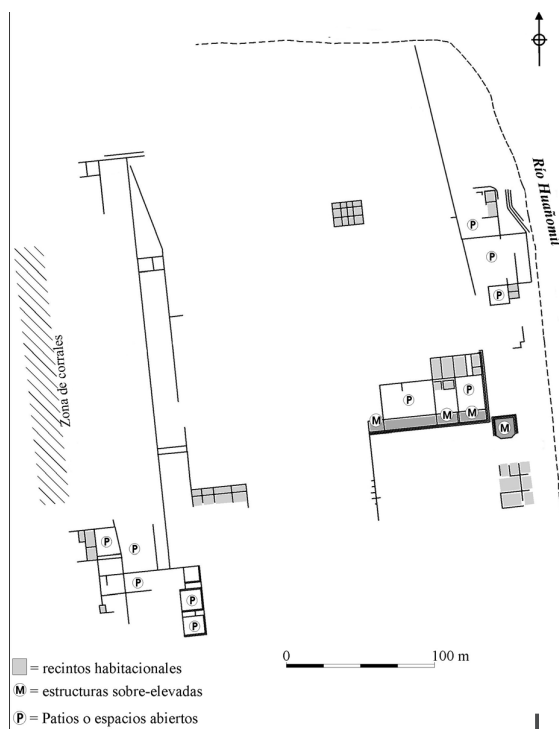 Río Huañomil
P
P
P
Zona de corrales
P
P
M
M
M
M
P
P
P
P
P
0
100 m
= recintos habitacionales
M = estructuras sobre-elevadas
P = Patios o espacios abiertos